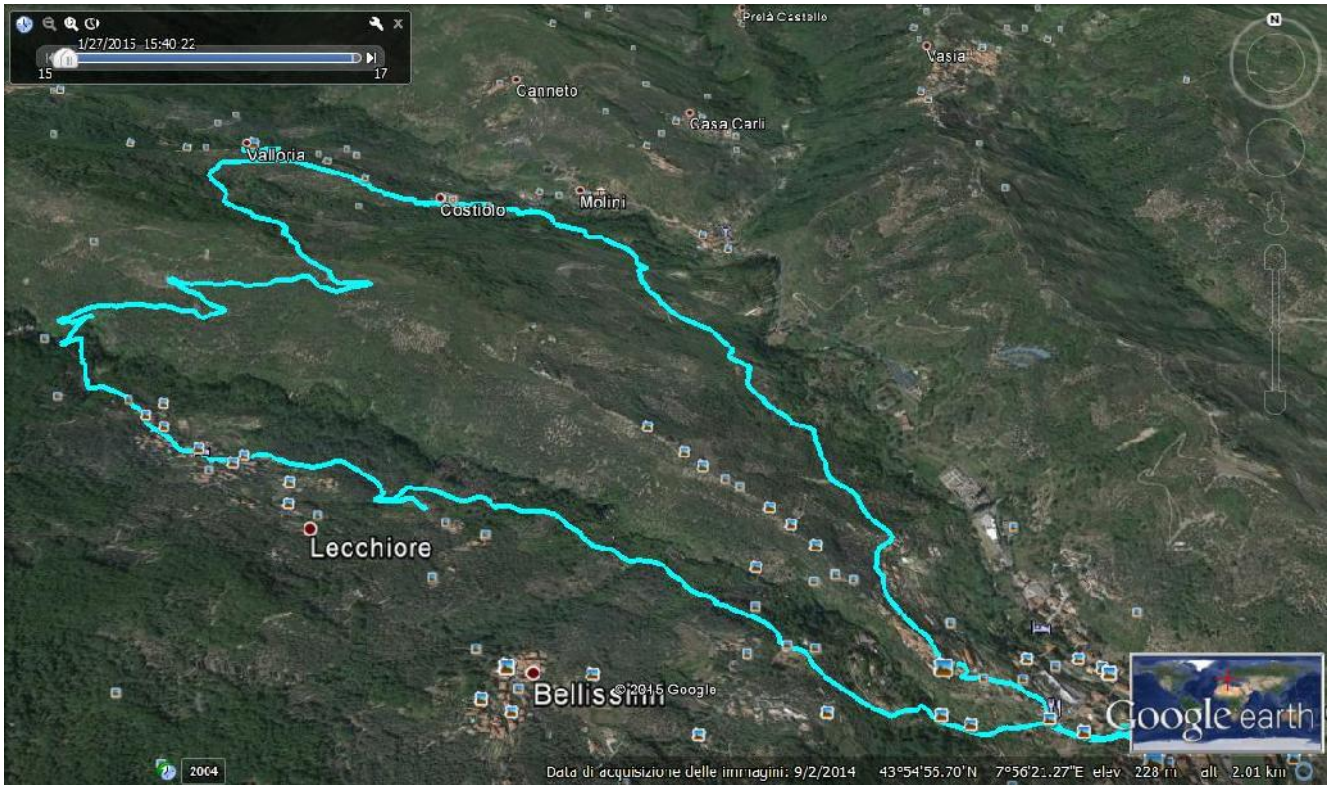 1/27/2015 15:40:22
15
17
N
Prelà Castello
Vasia
Canneto
Casa Carli
Valloria
Costiolo
Molini
Lecchiore
Bellissimi
©2015 Google
Google earth
2004
Data di acquisizione delle immagini: 9/2/2014 43°54'55.70"N 7°56'21.27"E elev 228 m alt 2.01 km